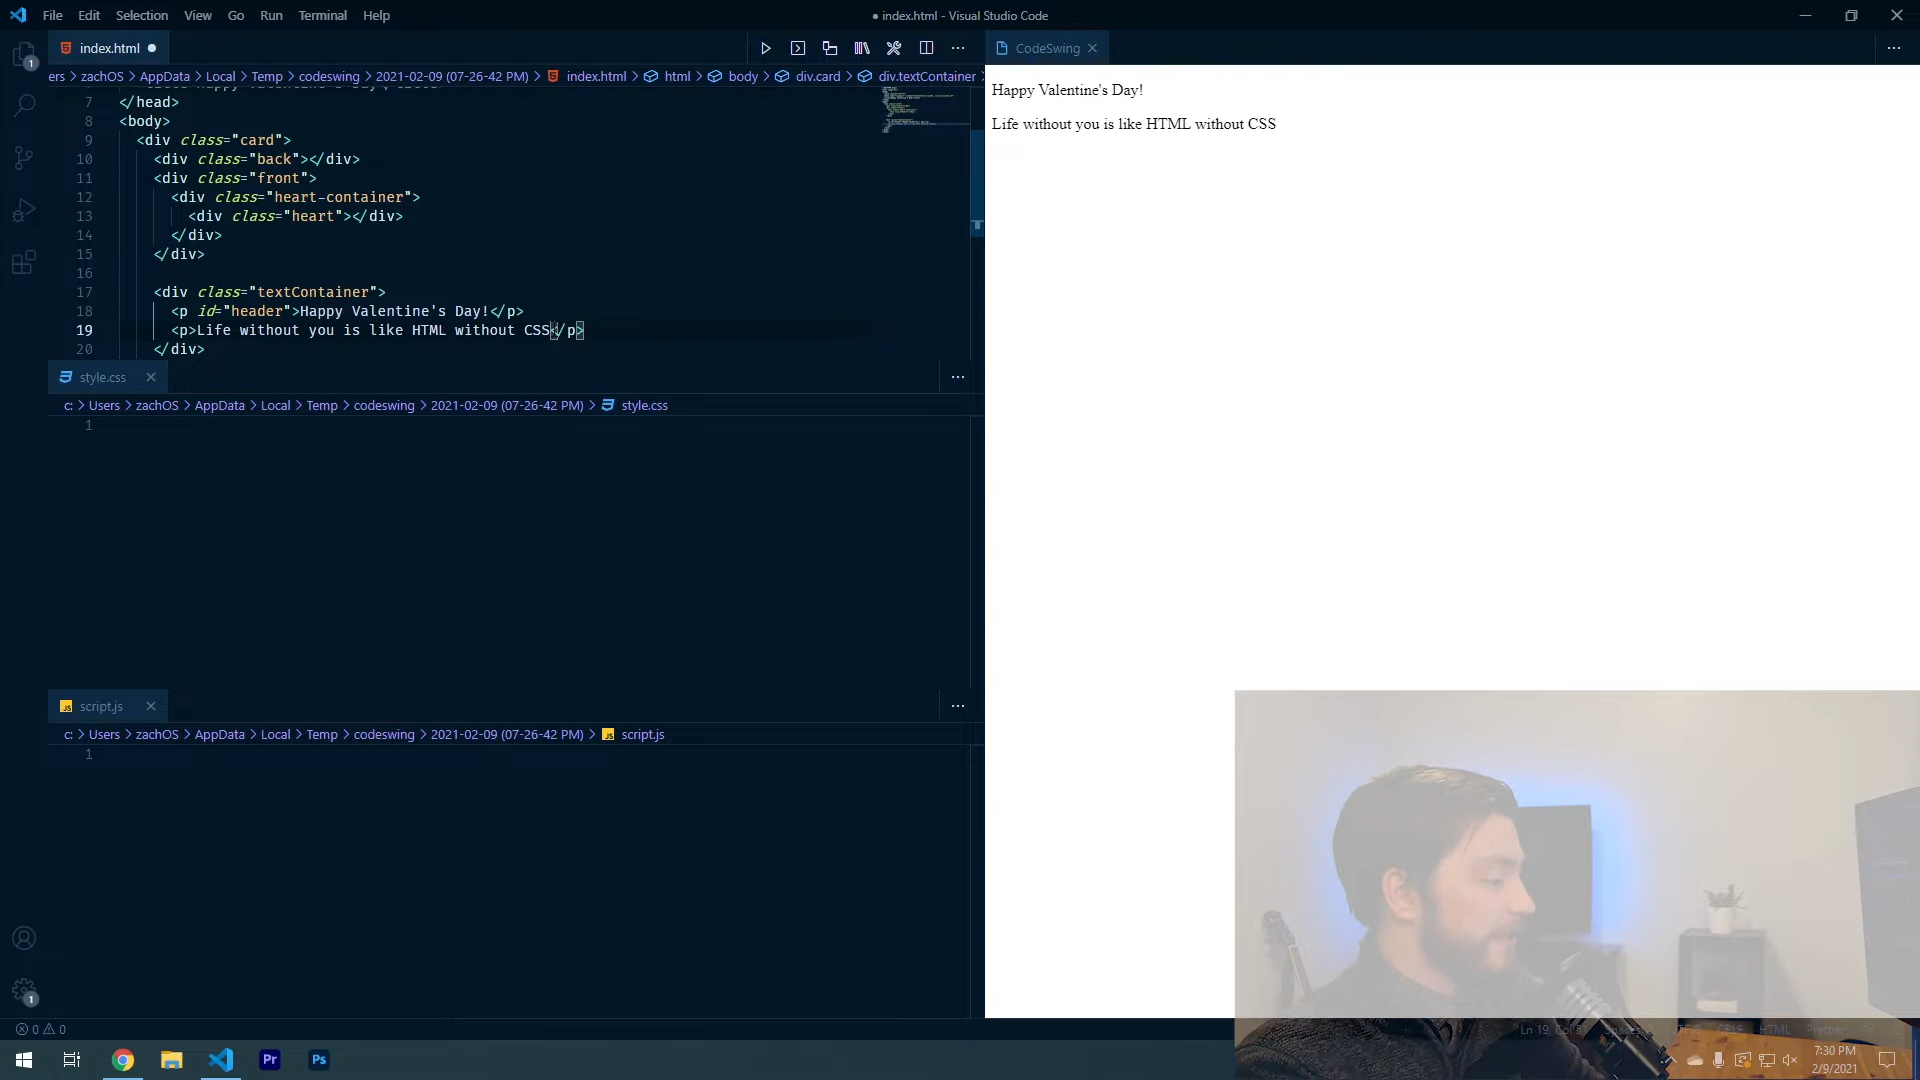 File Edit Selection View Go Run Terminal Help
● index.html - Visual Studio Code
index.html ●
CodeSwing
ers > zachOS > AppData > Local > Temp > codeswing > 2021-02-09 (07-26-42 PM) > index.html > html > body > div.card > div.textContainer
7 </head>
8 <body>
9 <div class="card">
10 <div class="back"></div>
11 <div class="front">
12 <div class="heart-container">
13 <div class="heart"></div>
14 </div>
15 </div>
16
17 <div class="textContainer">
18 <p id="header">Happy Valentine's Day!</p>
19 <p>Life without you is like HTML without CSS</p>
20 </div>
style.css
c: > Users > zachOS > AppData > Local > Temp > codeswing > 2021-02-09 (07-26-42 PM) > style.css
1
script.js
c: > Users > zachOS > AppData > Local > Temp > codeswing > 2021-02-09 (07-26-42 PM) > script.js
1
Happy Valentine's Day!
Life without you is like HTML without CSS
1
1
0 0
CRLF HTML Prettier
Pr Ps
7:30 PM
2/9/2021